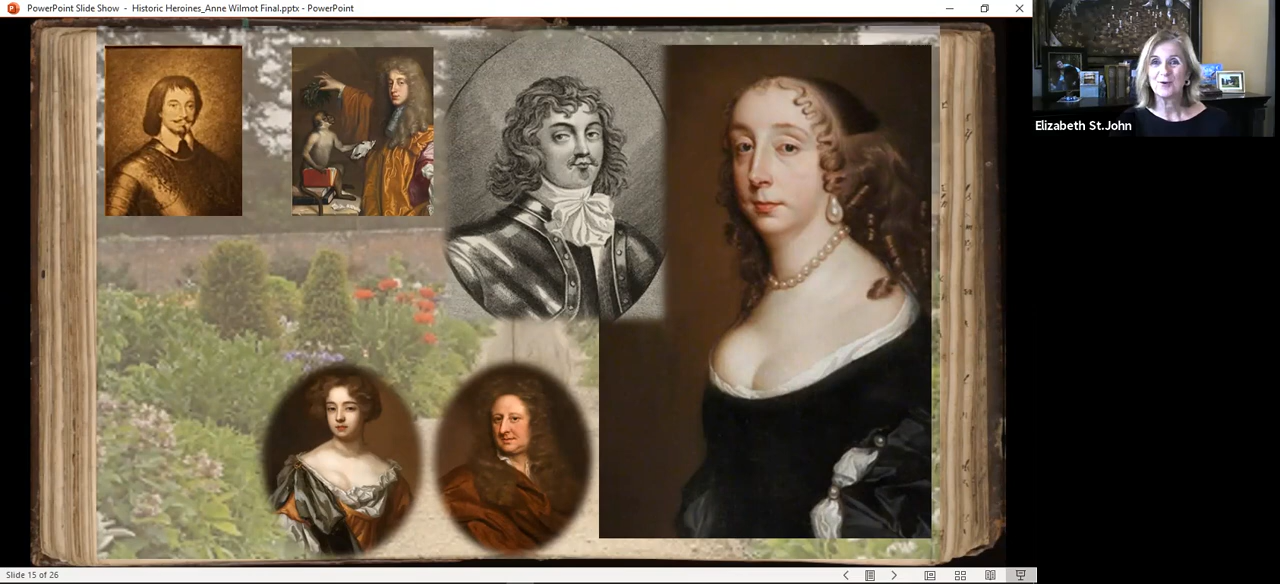 PowerPoint Slide Show - Historic Heroines_Anne Wilmot Final.pptx - PowerPoint
Elizabeth St.John
Slide 15 of 26